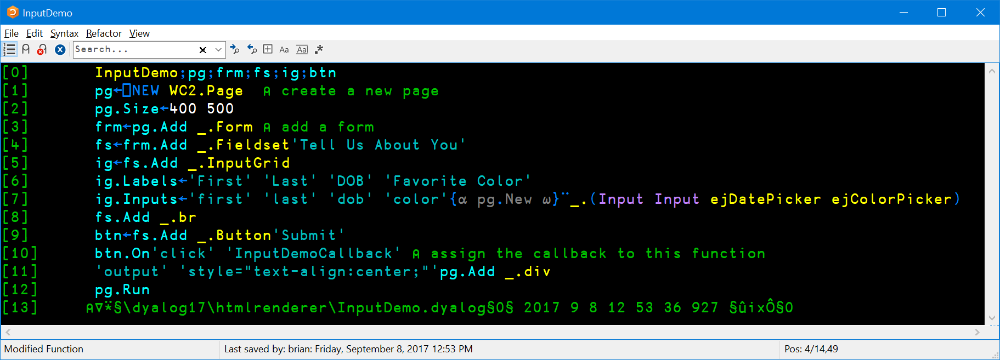 InputDemo
File Edit Syntax Refactor View
Search... Aa Aa
[0] InputDemo;pg;frm;fs;ig;btn
[1] pg←⎕NEW WC2.Page ⍝ create a new page
[2] pg.Size←400 500
[3] frm←pg.Add _.Form ⍝ add a form
[4] fs←frm.Add _.Fieldset'Tell Us About You'
[5] ig←fs.Add _.InputGrid
[6] ig.Labels←'First' 'Last' 'DOB' 'Favorite Color'
[7] ig.Inputs←'first' 'last' 'dob' 'color'{⍺ pg.New ⍵}¨_.(Input Input ejDatePicker ejColorPicker)
[8] fs.Add _.br
[9] btn←fs.Add _.Button'Submit'
[10] btn.On'click' 'InputDemoCallback' ⍝ assign the callback to this function
[11] 'output' 'style="text-align:center;"'pg.Add _.div
[12] pg.Run
[13] ⍝∇⍣§\dyalog17\htmlrenderer\InputDemo.dyalog§0§ 2017 9 8 12 53 36 927 §ûixÔ§0
Modified Function Last saved by: brian: Friday, September 8, 2017 12:53 PM Pos: 4/14,49